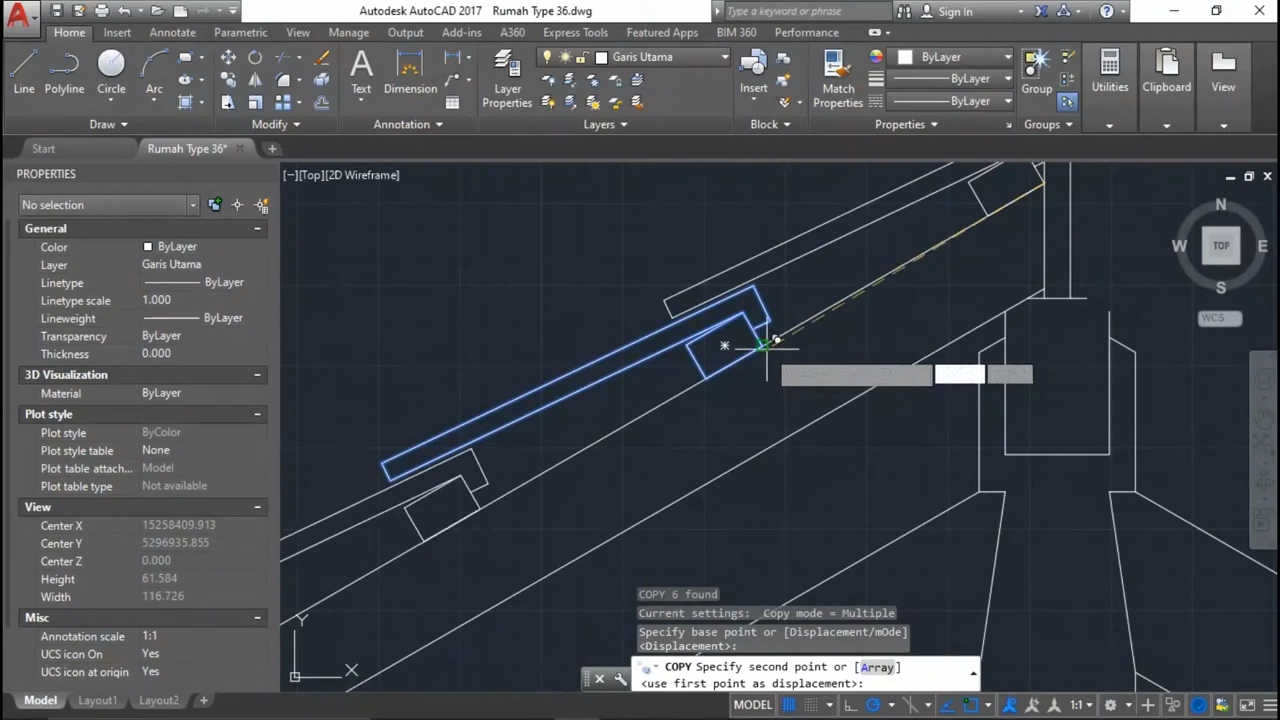 Autodesk AutoCAD 2017 Rumah Type 36.dwg
Type a keyword or phrase
Sign In
Home Insert Annotate Parametric View Manage Output Add-ins A360 Express Tools Featured Apps BIM 360 Performance
Line Polyline Circle Arc
Text Dimension
Layer Properties
Garis Utama
Insert
Match Properties
ByLayer
ByLayer
ByLayer
Group
Utilities
Clipboard
View
Draw Modify Annotation Layers Block Properties Groups
Start Rumah Type 36*
PROPERTIES
No selection
General
Color ByLayer
Layer Garis Utama
Linetype ByLayer
Linetype scale 1.000
Lineweight ByLayer
Transparency ByLayer
Thickness 0.000
3D Visualization
Material ByLayer
Plot style
Plot style ByColor
Plot style table None
Plot table attach... Model
Plot table type Not available
View
Center X 15258409.913
Center Y 5296935.855
Center Z 0.000
Height 61.584
Width 116.726
Misc
Annotation scale 1:1
UCS icon On Yes
UCS icon at origin Yes
[−][Top][2D Wireframe]
N
W TOP E
S
WCS
Y
X
COPY 6 found
Current settings: Copy mode = Multiple
Specify base point or [Displacement/mOde]
<Displacement>:
COPY Specify second point or [Array]
<use first point as displacement>:
Model Layout1 Layout2 +
MODEL 1:1